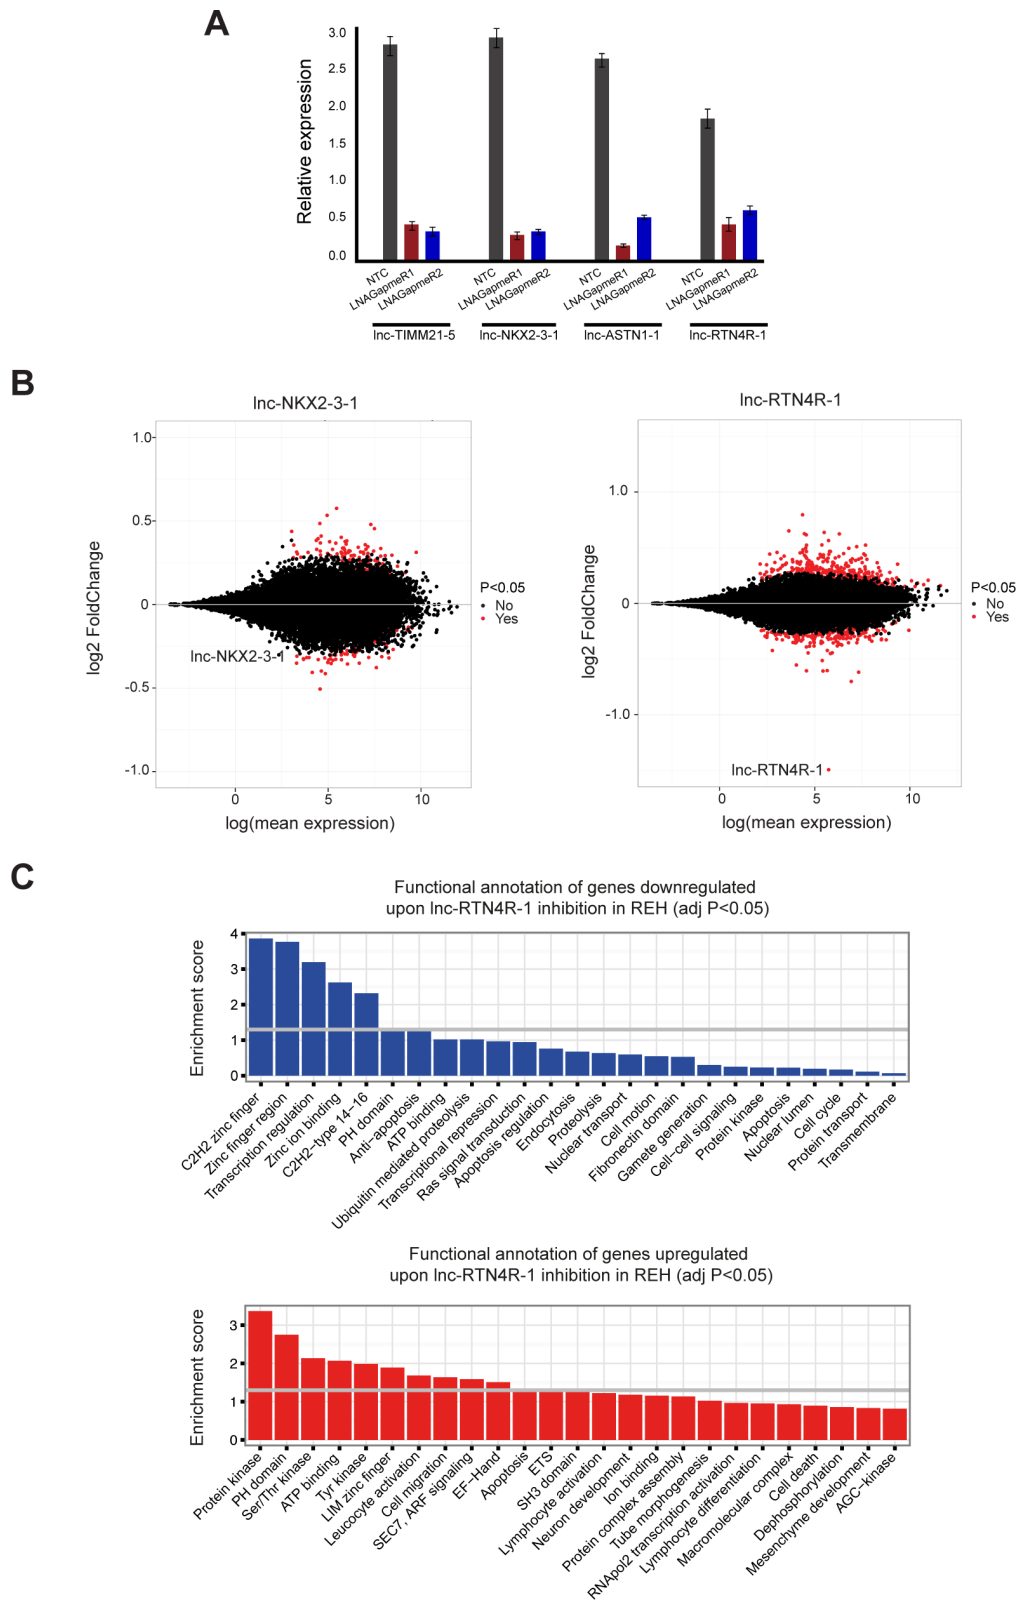 A
Relative expression
3.0
2.5
2.0
1.5
1.0
0.5
0.0
NTC
LNAGapmeR1
LNAGapmeR2
NTC
LNAGapmeR1
LNAGapmeR2
NTC
LNAGapmeR1
LNAGapmeR2
NTC
LNAGapmeR1
LNAGapmeR2
lnc-TIMM21-5
lnc-NKX2-3-1
lnc-ASTN1-1
lnc-RTN4R-1
B
lnc-NKX2-3-1
log2 FoldChange
1.0
0.5
0
-0.5
-1.0
lnc-NKX2-3-1
0
5
10
log(mean expression)
P<0.05
No
Yes
lnc-RTN4R-1
log2 FoldChange
1.0
0
-1.0
lnc-RTN4R-1
0
5
10
log(mean expression)
P<0.05
No
Yes
C
Functional annotation of genes downregulated
upon lnc-RTN4R-1 inhibition in REH (adj P<0.05)
Enrichment score
4
3
2
1
0
C2H2 zinc finger
Zinc finger region
Transcription regulation
Zinc ion binding
C2H2-type 14-16
PH domain
Anti-apoptosis
ATP binding
Ubiquitin mediated proteolysis
Transcriptional repression
Ras signal transduction
Apoptosis regulation
Endocytosis
Proteolysis
Nuclear transport
Cell motion
Fibronectin domain
Gamete generation
Cell-cell signaling
Protein kinase
Apoptosis
Nuclear lumen
Cell cycle
Protein transport
Transmembrane
Functional annotation of genes upregulated
upon lnc-RTN4R-1 inhibition in REH (adj P<0.05)
Enrichment score
3
2
1
0
Protein kinase
PH domain
Ser/Thr kinase
ATP binding
Tyr kinase
LIM zinc finger
Leucocyte activation
Cell migration
SEC7, ARF signaling
EF-Hand
Apoptosis
ETS
SH3 domain
Lymphocyte activation
Neuron development
Ion binding
Protein complex assembly
Tube morphogenesis
RNApol2 transcription activation
Lymphocyte differentiation
Macromolecular complex
Cell death
Dephosphorylation
Mesenchyme development
AGC-kinase